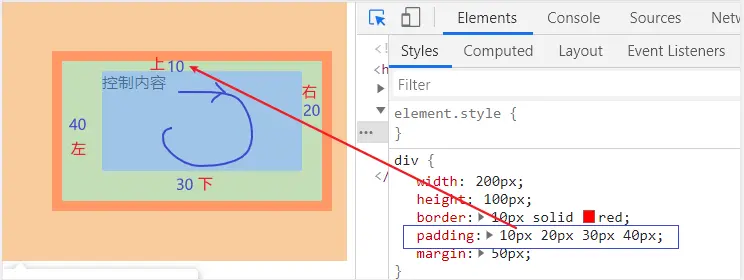 上 10
控制内容
右
20
40
左
30 下
Elements Console Sources Netw
Styles Computed Layout Event Listeners
Filter
element.style {
}
div {
width: 200px;
height: 100px;
border: 10px solid red;
padding: 10px 20px 30px 40px;
margin: 50px;
}
<!
<h
...
</